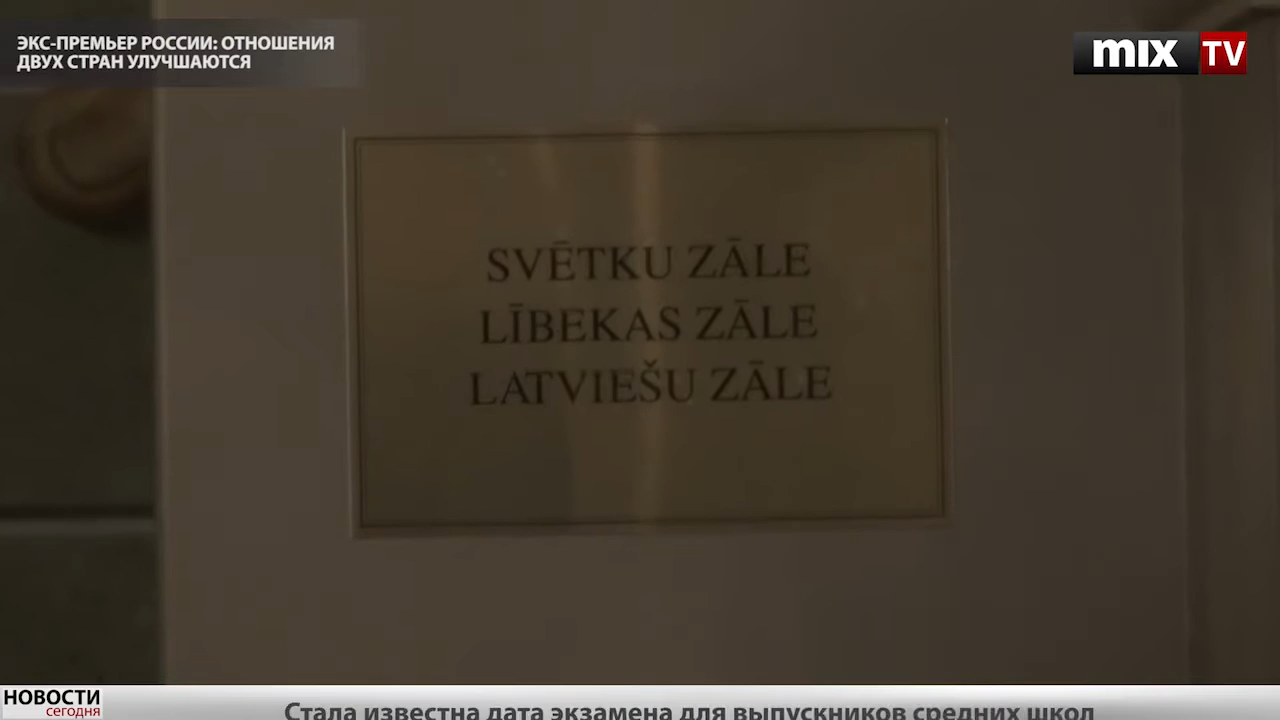 ЭКС-ПРЕМЬЕР РОССИИ: ОТНОШЕНИЯ
ДВУХ СТРАН УЛУЧШАЮТСЯ
mix TV
SVĒTKU ZĀLE
LĪBEKAS ZĀLE
LATVIEŠU ZĀLE
НОВОСТИ
сегодня
Стала известна дата экзамена для выпускников средних школ